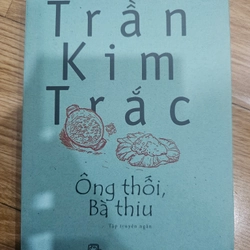 Trần
Kim
Trắc
Ông thối,
Bà thiu
Tập truyện ngắn